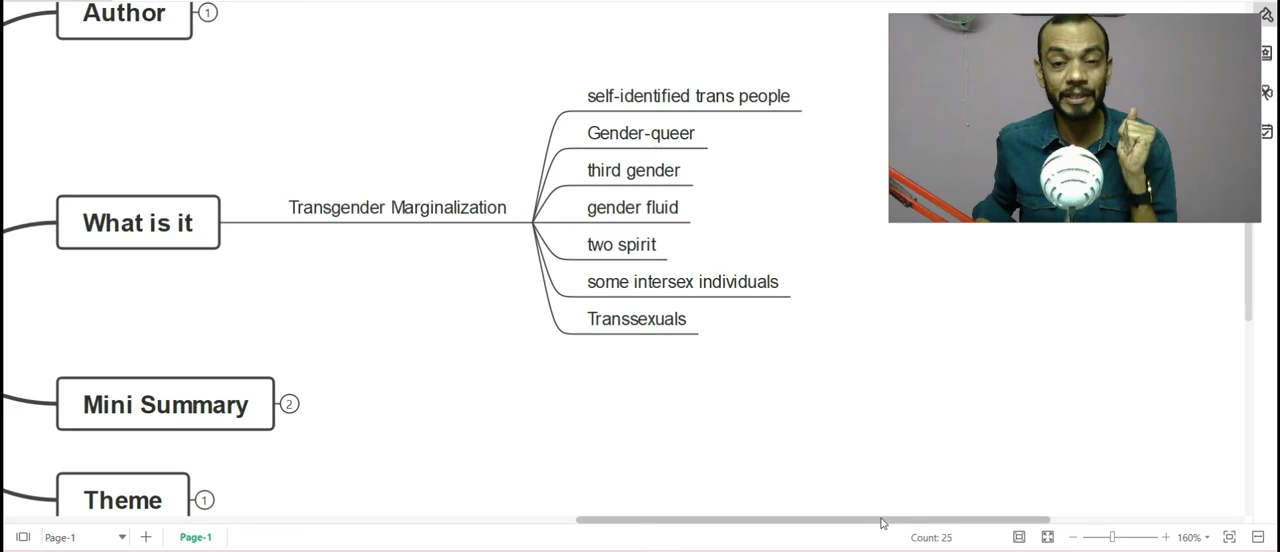 Author
1
self-identified trans people
Gender-queer
third gender
What is it
Transgender Marginalization
gender fluid
two spirit
some intersex individuals
Transsexuals
Mini Summary
2
Theme
1
Page-1
Page-1
Count: 25
160%